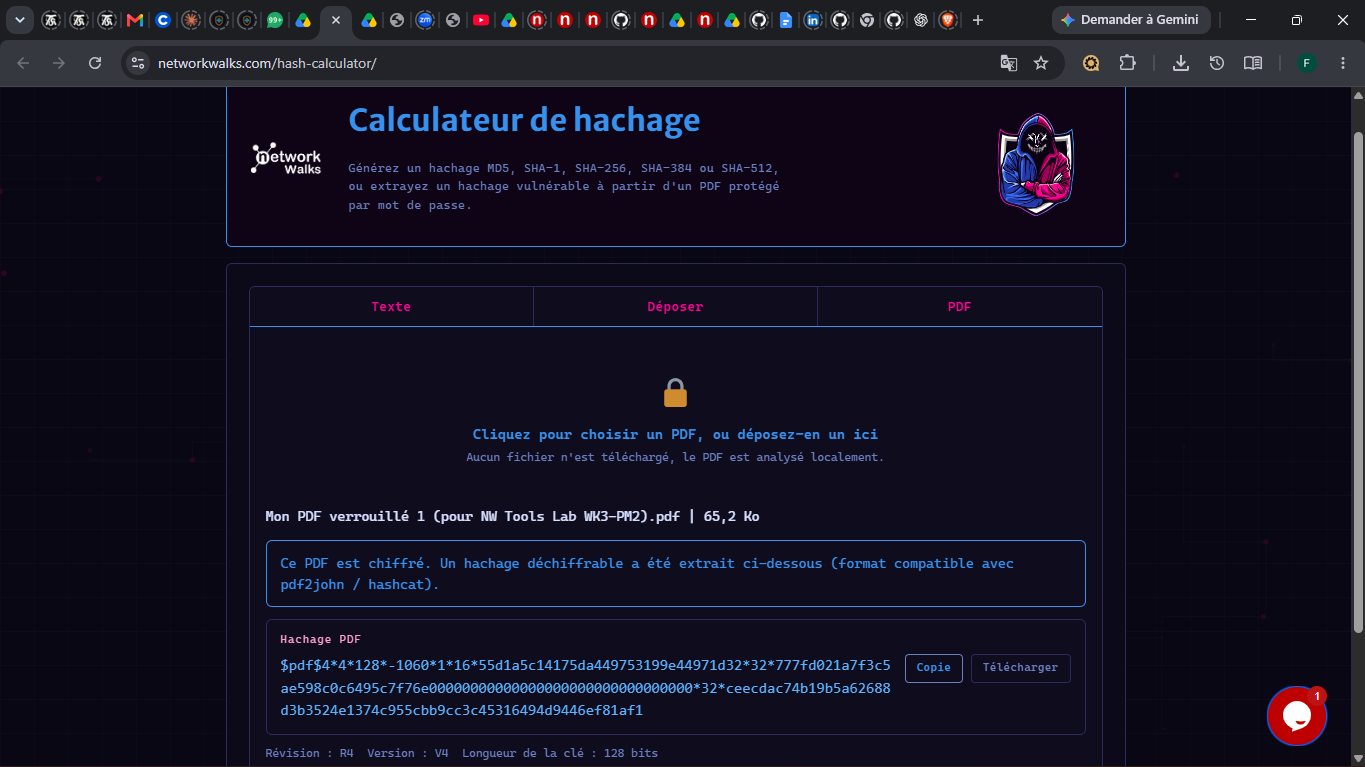 99+
zm
Demander à Gemini
networkwalks.com/hash-calculator/
F
Calculateur de hachage
network
Walks
Générez un hachage MD5, SHA-1, SHA-256, SHA-384 ou SHA-512,
ou extrayez un hachage vulnérable à partir d'un PDF protégé
par mot de passe.
Texte
Déposer
PDF
Cliquez pour choisir un PDF, ou déposez-en un ici
Aucun fichier n'est téléchargé, le PDF est analysé localement.
Mon PDF verrouillé 1 (pour NW Tools Lab WK3-PM2).pdf | 65,2 Ko
Ce PDF est chiffré. Un hachage déchiffrable a été extrait ci-dessous (format compatible avec
pdf2john / hashcat).
Hachage PDF
$pdf$4*4*128*-1060*1*16*55d1a5c14175da449753199e44971d32*32*777fd021a7f3c5
ae598c0c6495c7f76e00000000000000000000000000000000*32*ceecdac74b19b5a62688
d3b3524e1374c955cbb9cc3c45316494d9446ef81af1
Copie
Télécharger
Révision : R4 Version : V4 Longueur de la clé : 128 bits
1